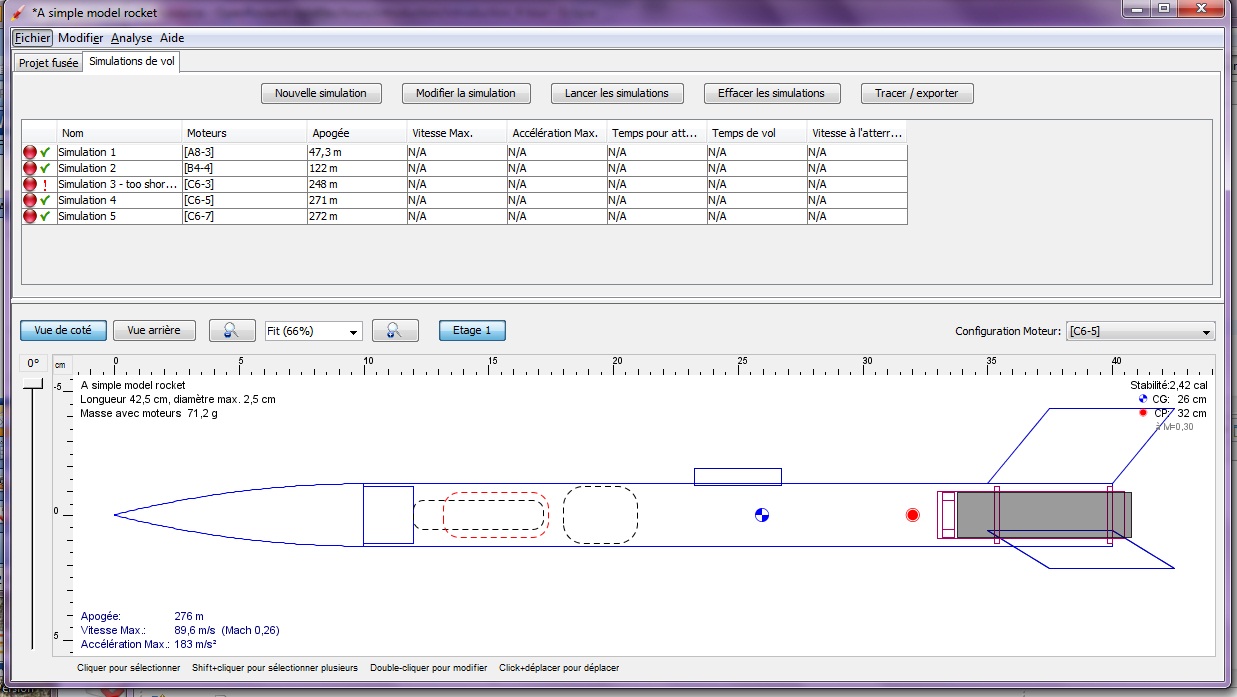 *A simple model rocket
Fichier Modifier Analyse Aide
Projet fusée Simulations de vol
Nouvelle simulation Modifier la simulation Lancer les simulations Effacer les simulations Tracer / exporter
Nom Moteurs Apogée Vitesse Max. Accélération Max. Temps pour att... Temps de vol Vitesse à l'atterr...
Simulation 1 [A8-3] 47,3 m N/A N/A N/A N/A N/A
Simulation 2 [B4-4] 122 m N/A N/A N/A N/A N/A
Simulation 3 - too shor... [C6-3] 248 m N/A N/A N/A N/A N/A
Simulation 4 [C6-5] 271 m N/A N/A N/A N/A N/A
Simulation 5 [C6-7] 272 m N/A N/A N/A N/A N/A
Vue de coté Vue arrière Fit (66%) Etage 1 Configuration Moteur: [C6-5]
0° cm 0 5 10 15 20 25 30 35 40
-5
0
5
A simple model rocket
Longueur 42,5 cm, diamètre max. 2,5 cm
Masse avec moteurs 71,2 g
Stabilité:2,42 cal
CG: 26 cm
CP: 32 cm
à M=0,30
Apogée: 276 m
Vitesse Max.: 89,6 m/s (Mach 0,26)
Accélération Max.: 183 m/s²
Cliquer pour sélectionner Shift+cliquer pour sélectionner plusieurs Double-cliquer pour modifier Click+déplacer pour déplacer